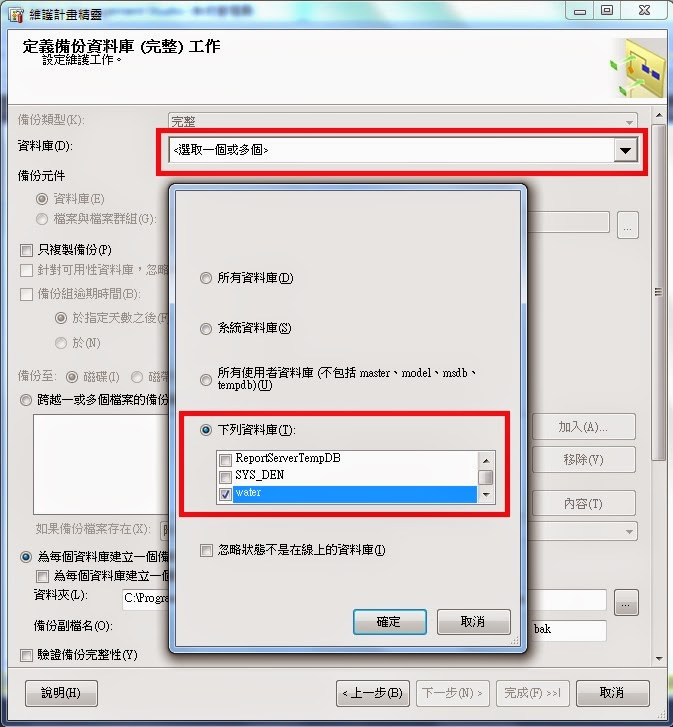 維護計畫精靈
定義備份資料庫 (完整) 工作
設定維護工作。
備份類型(K):
完整
資料庫(D):
<選取一個或多個>
備份元件
資料庫(E)
檔案與檔案群組(G):
...
只複製備份(P)
針對可用性資料庫，忽略
備份組逾期時間(B):
於指定天數之後(
於(N)
備份至:
磁碟(I)
磁
跨越一或多個檔案的備份
加入(A)...
移除(V)
內容(T)
如果備份檔案存在(X):
為每個資料庫建立一個備
為每個資料庫建立一個
資料夾(L):
C:\Progra
...
備份副檔名(O):
bak
驗證備份完整性(Y)
所有資料庫(D)
系統資料庫(S)
所有使用者資料庫 (不包括 master、model、msdb、
tempdb)(U)
下列資料庫(T):
ReportServerTempDB
SYS_DEN
water
忽略狀態不是在線上的資料庫(I)
確定
取消
說明(H)
< 上一步(B)
下一步(N) >
完成(F) >>|
取消